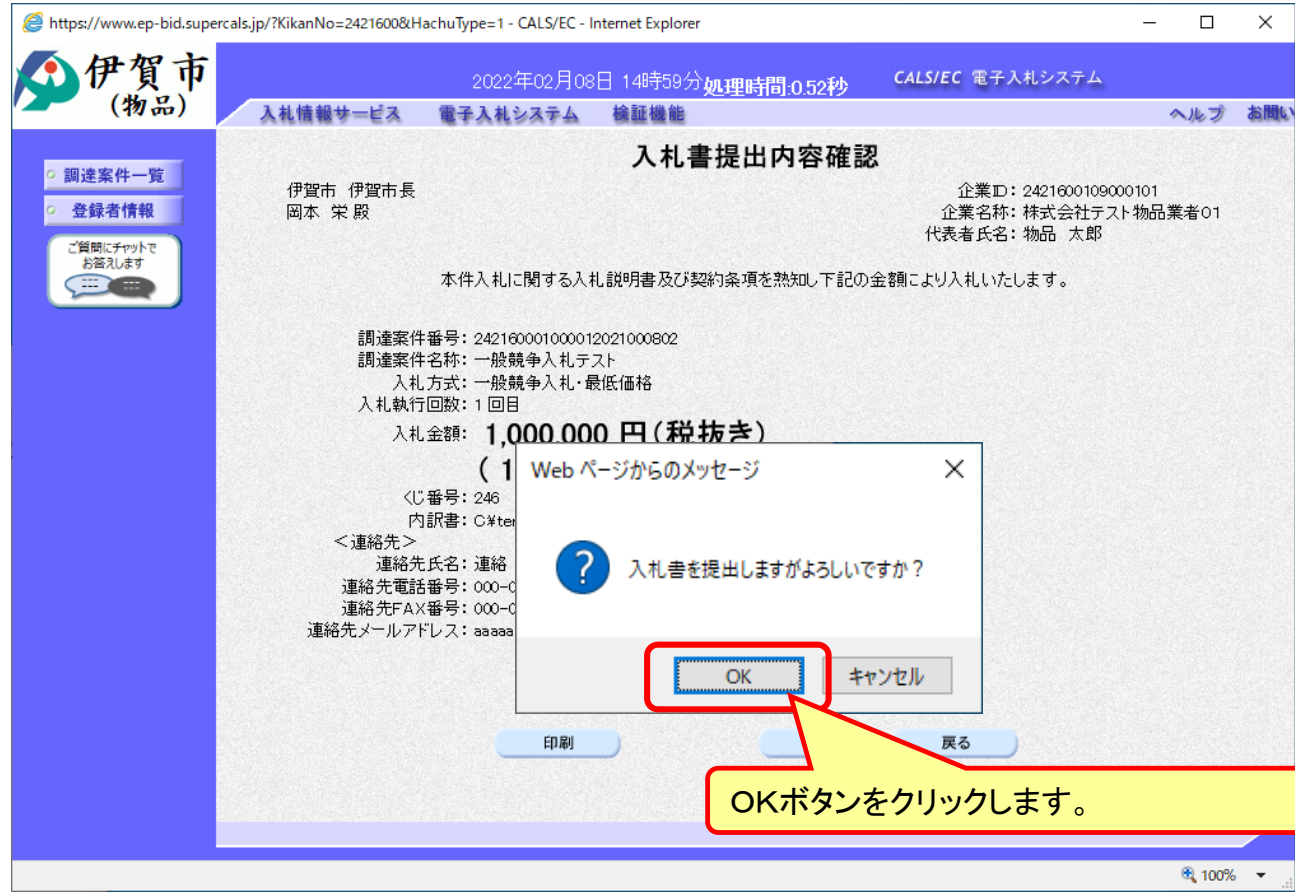 https://www.ep-bid.supercals.jp/?KikanNo=2421600&HachuType=1 - CALS/EC - Internet Explorer
伊賀市
(物品)
2022年02月08日 14時59分処理時間:0.52秒
CALS/EC 電子入札システム
入札情報サービス 電子入札システム 検証機能 ヘルプ お問い
調達案件一覧
登録者情報
ご質問にチャットで
お答えします
入札書提出内容確認
伊賀市 伊賀市長
岡本 栄 殿
企業ID：2421600109000101
企業名称：株式会社テスト物品業者01
代表者氏名：物品 太郎
本件入札に関する入札説明書及び契約条項を熟知し下記の金額により入札いたします。
調達案件番号：242160001000012021000802
調達案件名称：一般競争入札テスト
入札方式：一般競争入札・最低価格
入札執行回数：1 回目
入札金額： 1,000,000 円（税抜き）
( 1
くじ番号：246
内訳書：C¥ter
＜連絡先＞
連絡先氏名：連絡
連絡先電話番号：000-0
連絡先FAX番号：000-0
連絡先メールアドレス：aaaaa
Web ページからのメッセージ
?
入札書を提出しますがよろしいですか？
OK キャンセル
印刷 戻る
OKボタンをクリックします。
100%